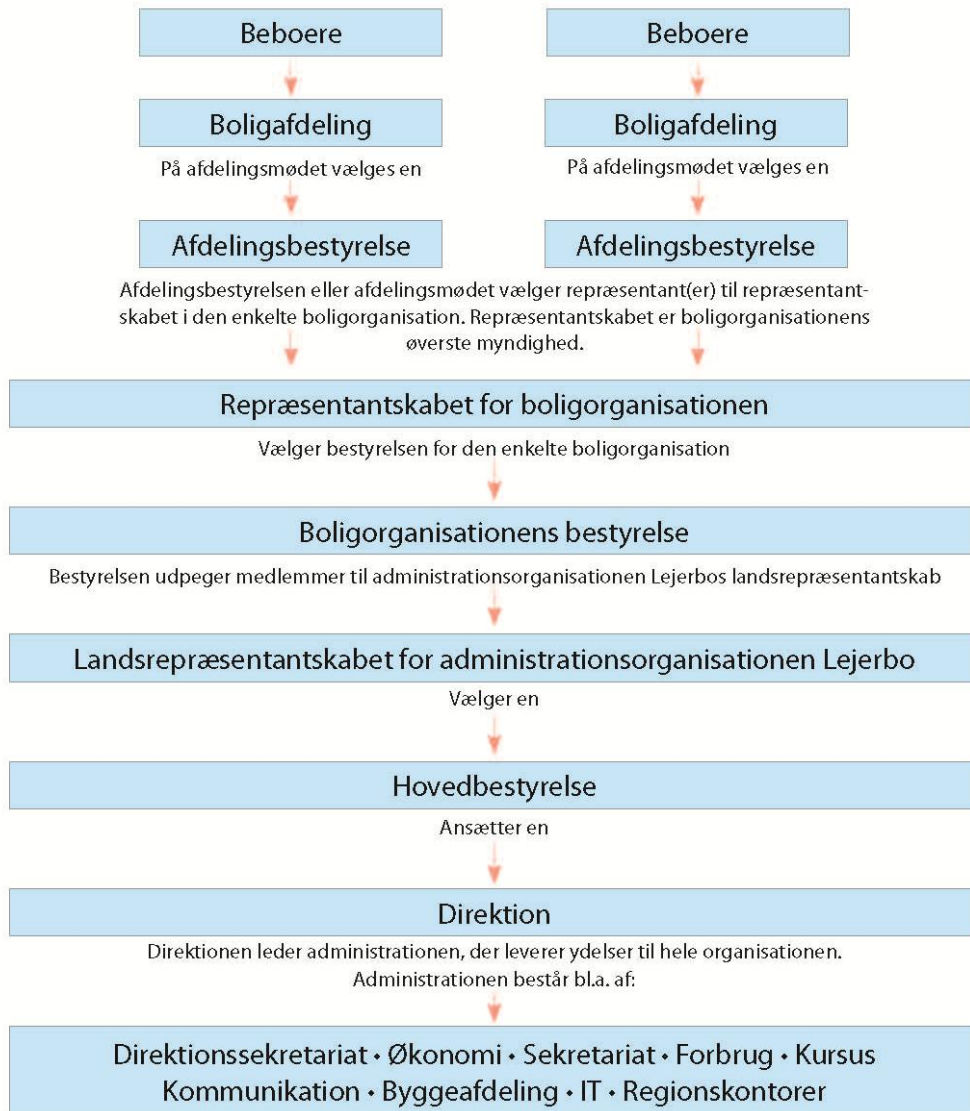 Beboere
Beboere
Boligafdeling
Boligafdeling
På afdelingsmødet vælges en
På afdelingsmødet vælges en
Afdelingsbestyrelse
Afdelingsbestyrelse
Afdelingsbestyrelsen eller afdelingsmødet vælger repræsentant(er) til repræsentant-
skabet i den enkelte boligorganisation. Repræsentantskabet er boligorganisationens
øverste myndighed.
Repræsentantskabet for boligorganisationen
Vælger bestyrelsen for den enkelte boligorganisation
Boligorganisationens bestyrelse
Bestyrelsen udpeger medlemmer til administrationsorganisationen Lejerbos landsrepræsentantskab
Landsrepræsentantskabet for administrationsorganisationen Lejerbo
Vælger en
Hovedbestyrelse
Ansætter en
Direktion
Direktionen leder administrationen, der leverer ydelser til hele organisationen.
Administrationen består bl.a. af:
Direktionssekretariat • Økonomi • Sekretariat • Forbrug • Kursus
Kommunikation • Byggeafdeling • IT • Regionskontorer